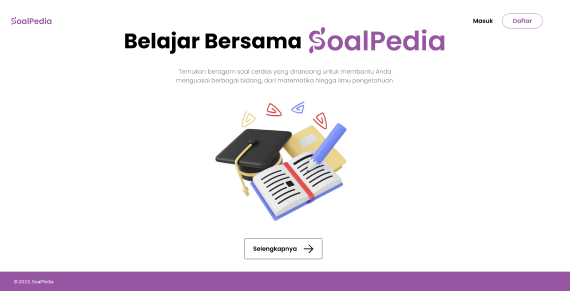 SoalPedia
Masuk
Daftar
Belajar Bersama SoalPedia
Temukan beragam soal cerdas yang dirancang untuk membantu Anda
menguasai berbagai bidang, dari matematika hingga ilmu pengetahuan.
Selengkapnya
© 2023, SoalPedia